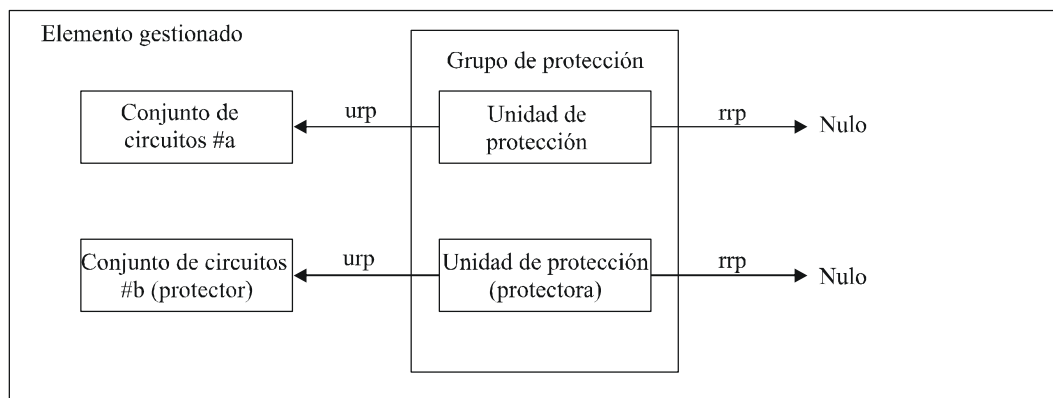 Elemento gestionado
Grupo de protección
Conjunto de
circuitos #a
urp
Unidad de
protección
rrp
Nulo
Conjunto de circuitos
#b (protector)
urp
Unidad de protección
(protectora)
rrp
Nulo